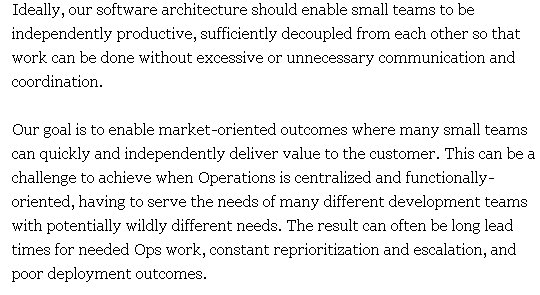 Ideally, our software architecture should enable small teams to be
independently productive, sufficiently decoupled from each other so that
work can be done without excessive or unnecessary communication and
coordination.
Our goal is to enable market-oriented outcomes where many small teams
can quickly and independently deliver value to the customer. This can be a
challenge to achieve when Operations is centralized and functionally-
oriented, having to serve the needs of many different development teams
with potentially wildly different needs. The result can often be long lead
times for needed Ops work, constant reprioritization and escalation, and
poor deployment outcomes.